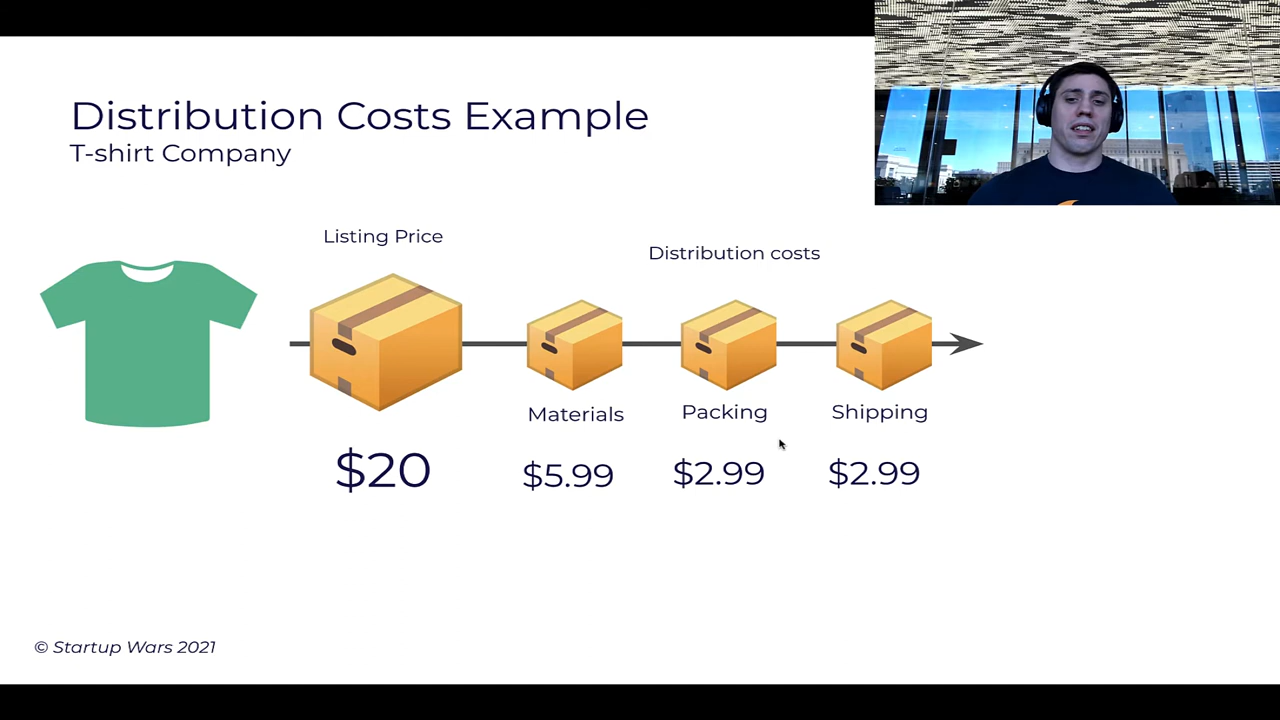 Distribution Costs Example
T-shirt Company
Listing Price
Distribution costs
Materials
Packing
Shipping
$20
$5.99
$2.99
$2.99
© Startup Wars 2021